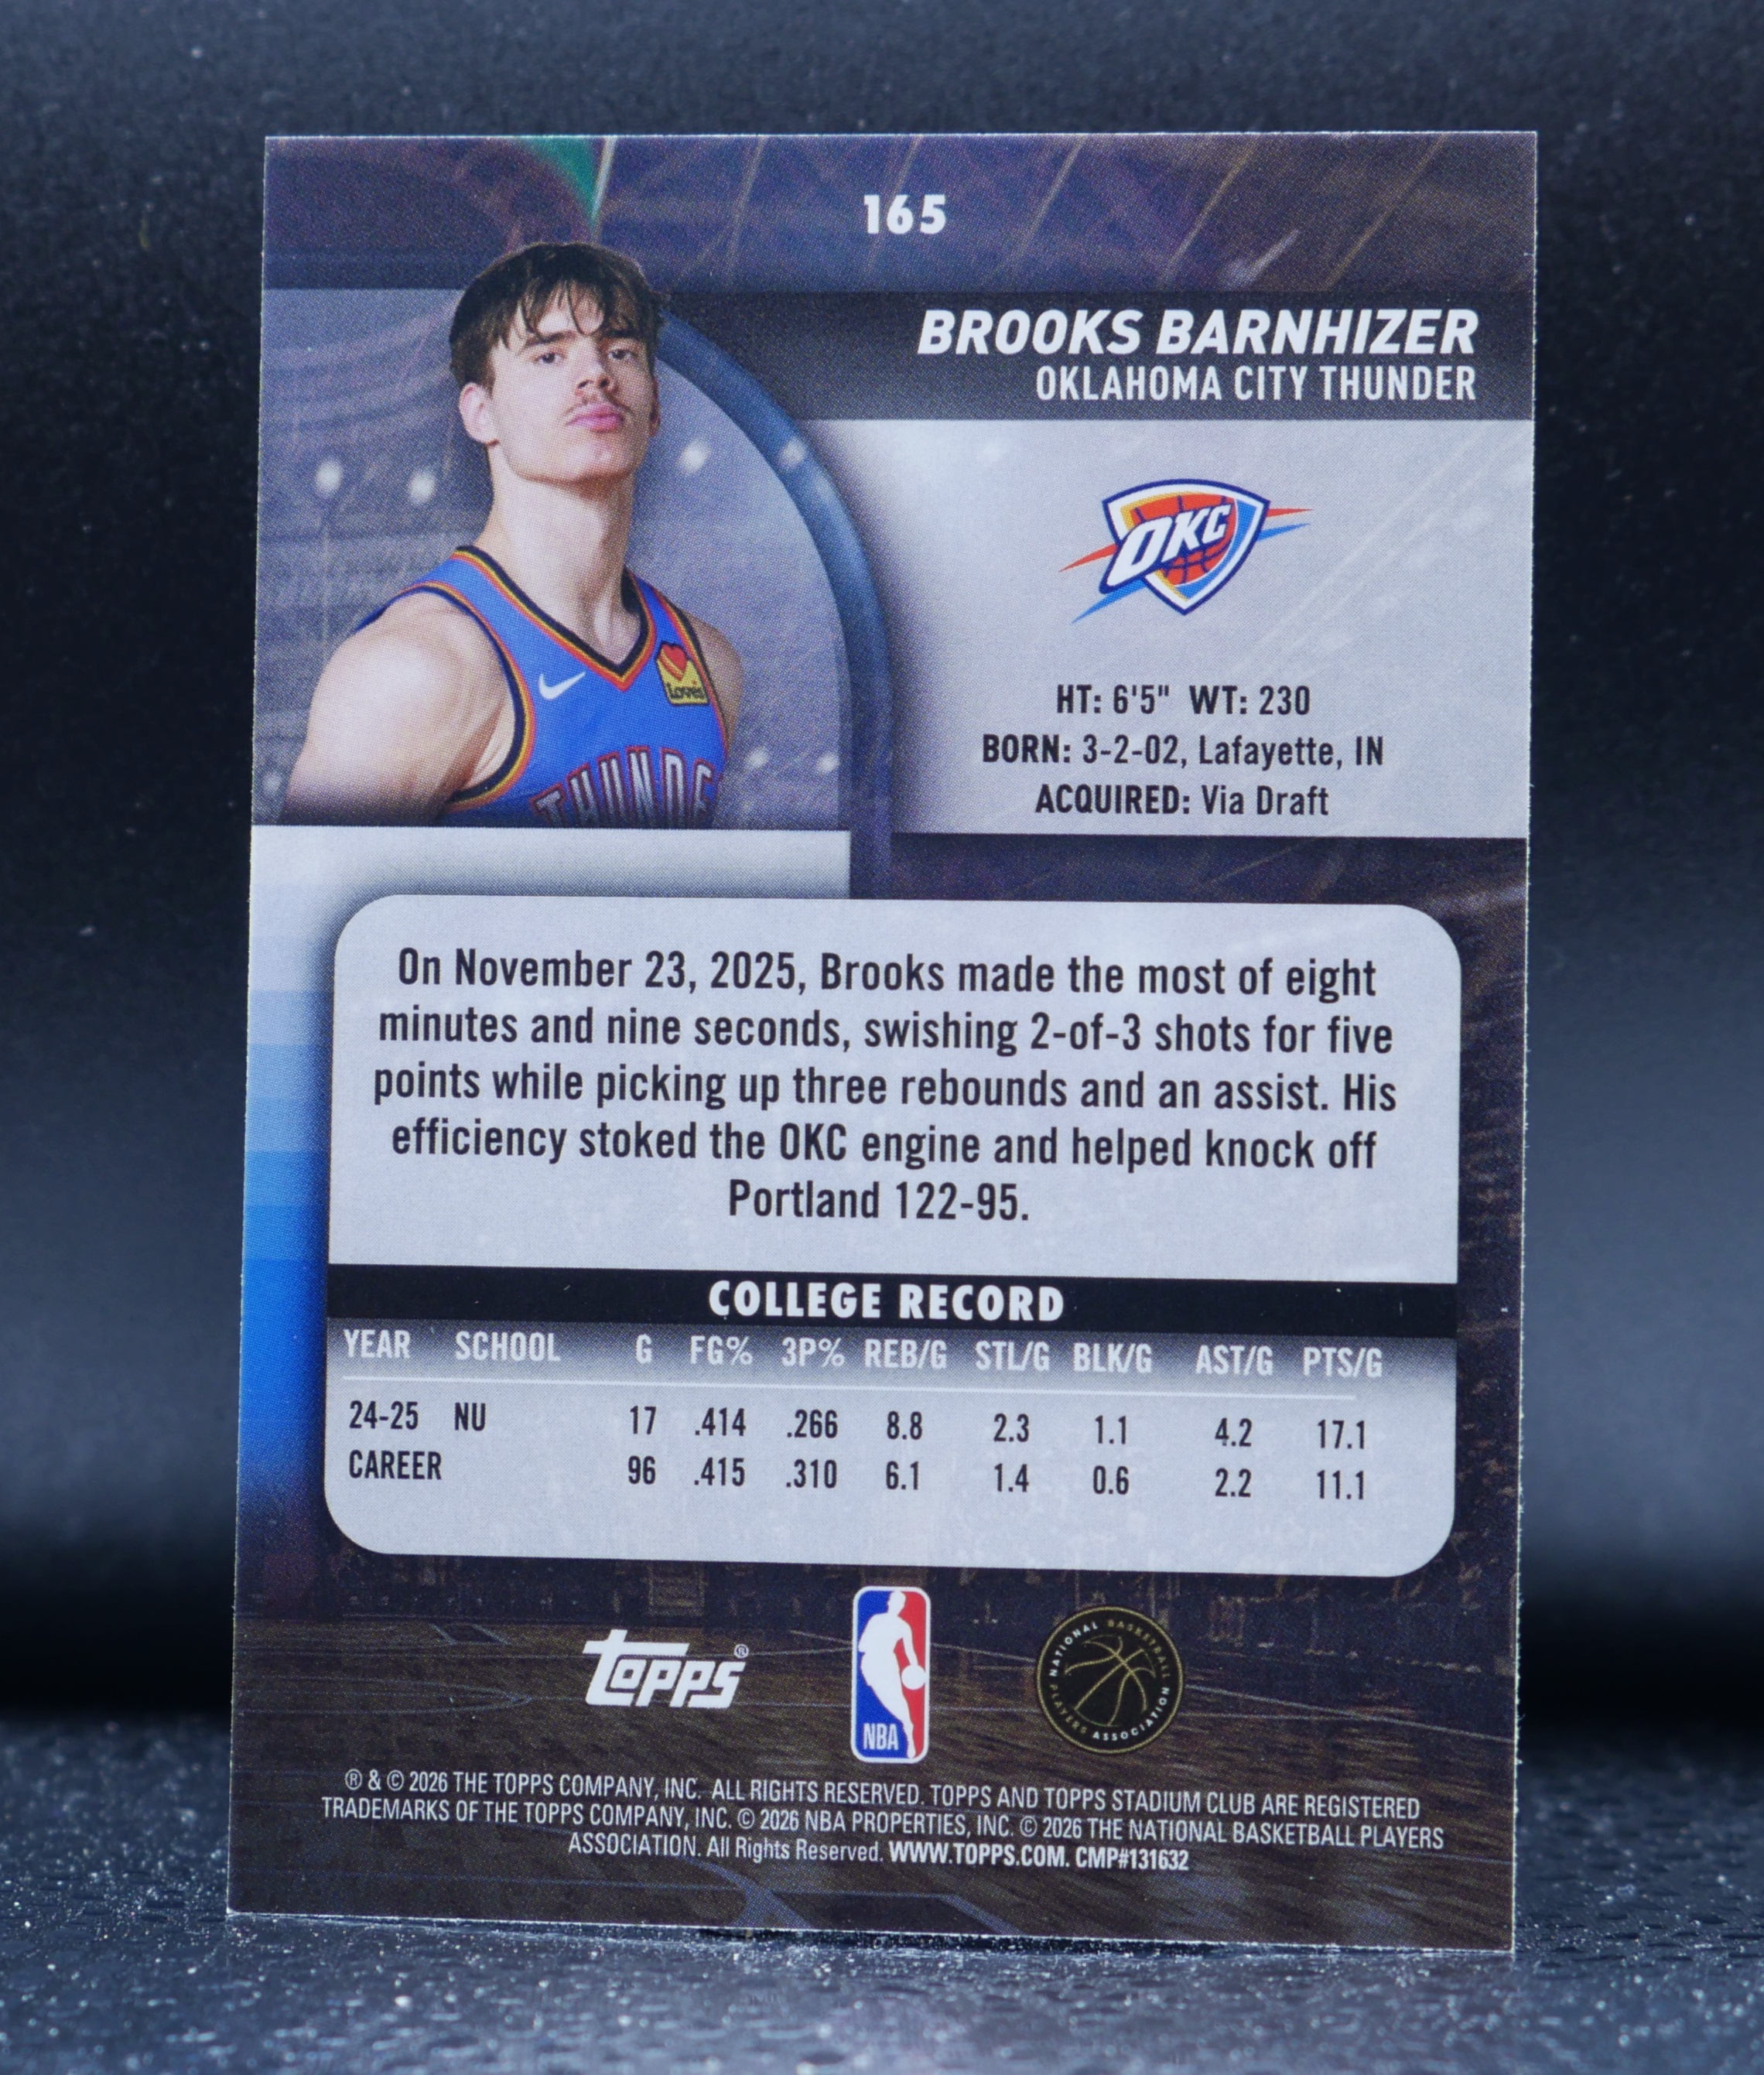 165
BROOKS BARNHIZER
OKLAHOMA CITY THUNDER
OKC
HT: 6'5" WT: 230
BORN: 3-2-02, Lafayette, IN
ACQUIRED: Via Draft
Love's
THUNDE
On November 23, 2025, Brooks made the most of eight
minutes and nine seconds, swishing 2-of-3 shots for five
points while picking up three rebounds and an assist. His
efficiency stoked the OKC engine and helped knock off
Portland 122-95.
COLLEGE RECORD
YEAR SCHOOL G FG% 3P% REB/G STL/G BLK/G AST/G PTS/G
24-25 NU 17 .414 .266 8.8 2.3 1.1 4.2 17.1
CAREER 96 .415 .310 6.1 1.4 0.6 2.2 11.1
topps®
NBA
NATIONAL BASKETBALL PLAYERS ASSOCIATION
® & © 2026 THE TOPPS COMPANY, INC. ALL RIGHTS RESERVED. TOPPS AND TOPPS STADIUM CLUB ARE REGISTERED
TRADEMARKS OF THE TOPPS COMPANY, INC. © 2026 NBA PROPERTIES, INC. © 2026 THE NATIONAL BASKETBALL PLAYERS
ASSOCIATION. All Rights Reserved. WWW.TOPPS.COM. CMP#131632